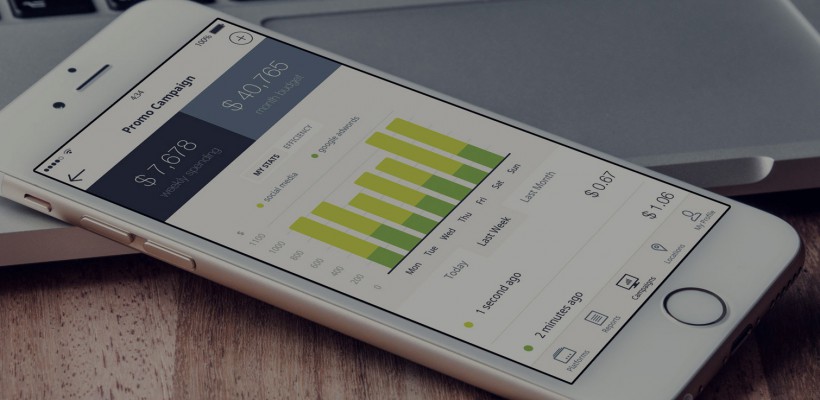 4:34 100%
Promo Campaign
$7,678
weekly spending
$40,765
month budget
MY STATS EFFICIENCY
social media
google adwords
$
1100
1000
800
600
400
200
0
Mon Tue Wed Thu Fri Sat Sun
Today Last Week Last Month
1 second ago $0.67
2 minutes ago $1.06
Platforms Reports Campaigns Locations My Profile